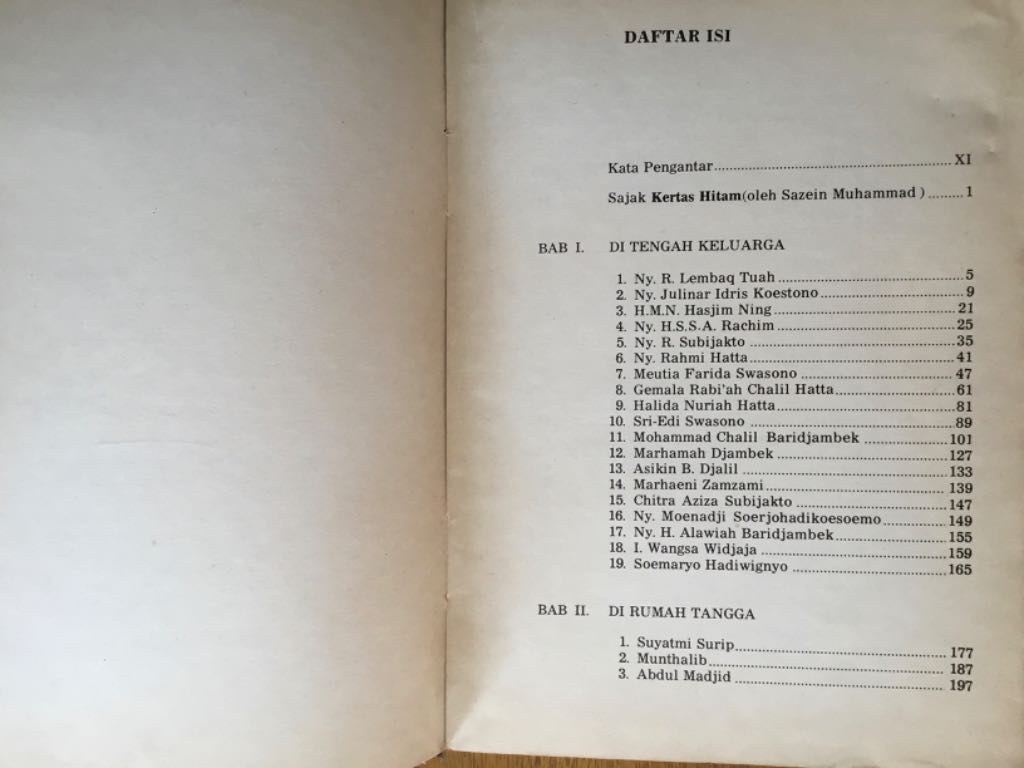 DAFTAR ISI
Kata Pengantar........................................XI
Sajak Kertas Hitam(oleh Sazein Muhammad ).........1
BAB I. DI TENGAH KELUARGA
1. Ny. R. Lembaq Tuah........................................5
2. Ny. Julinar Idris Koestono................................9
3. H.M.N. Hasjim Ning........................................21
4. Ny. H.S.S.A. Rachim........................................25
5. Ny. R. Subijakto........................................35
6. Ny. Rahmi Hatta........................................41
7. Meutia Farida Swasono................................47
8. Gemala Rabi'ah Chalil Hatta............................61
9. Halida Nuriah Hatta....................................81
10. Sri-Edi Swasono........................................89
11. Mohammad Chalil Baridjambek....................101
12. Marhamah Djambek....................................127
13. Asikin B. Djalil........................................133
14. Marhaeni Zamzami....................................139
15. Chitra Aziza Subijakto................................147
16. Ny. Moenadji Soerjohadikoesoemo................149
17. Ny. H. Alawiah Baridjambek........................155
18. I. Wangsa Widjaja....................................159
19. Soemaryo Hadiwignyo................................165
BAB II. DI RUMAH TANGGA
1. Suyatmi Surip........................................177
2. Munthalib............................................187
3. Abdul Madjid........................................197